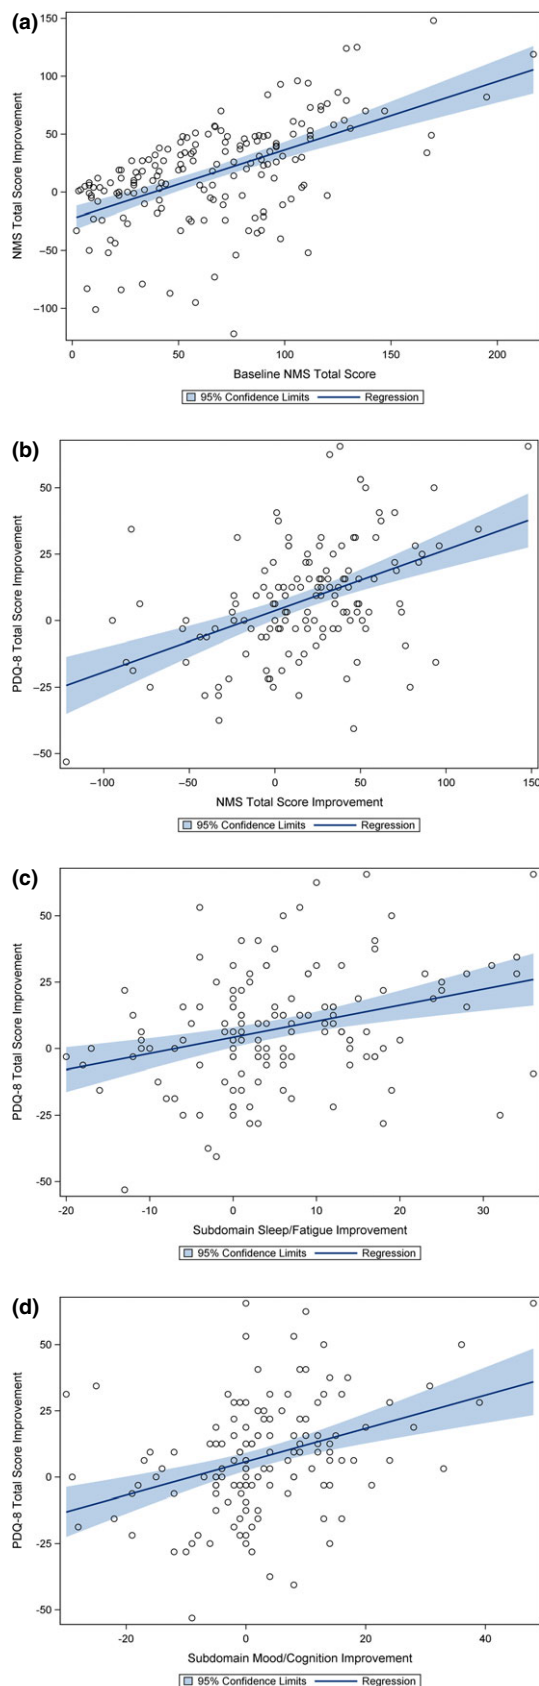 (a)
150
100
50
0
−50
−100
NMS Total Score Improvement
0 50 100 150 200
Baseline NMS Total Score
95% Confidence Limits Regression
(b)
50
25
0
−25
−50
PDQ-8 Total Score Improvement
−100 −50 0 50 100 150
NMS Total Score Improvement
95% Confidence Limits Regression
(c)
50
25
0
-25
-50
PDQ-8 Total Score Improvement
-20 -10 0 10 20 30
Subdomain Sleep/Fatigue Improvement
95% Confidence Limits Regression
(d)
50
25
0
-25
-50
PDQ-8 Total Score Improvement
-20 0 20 40
Subdomain Mood/Cognition Improvement
95% Confidence Limits Regression